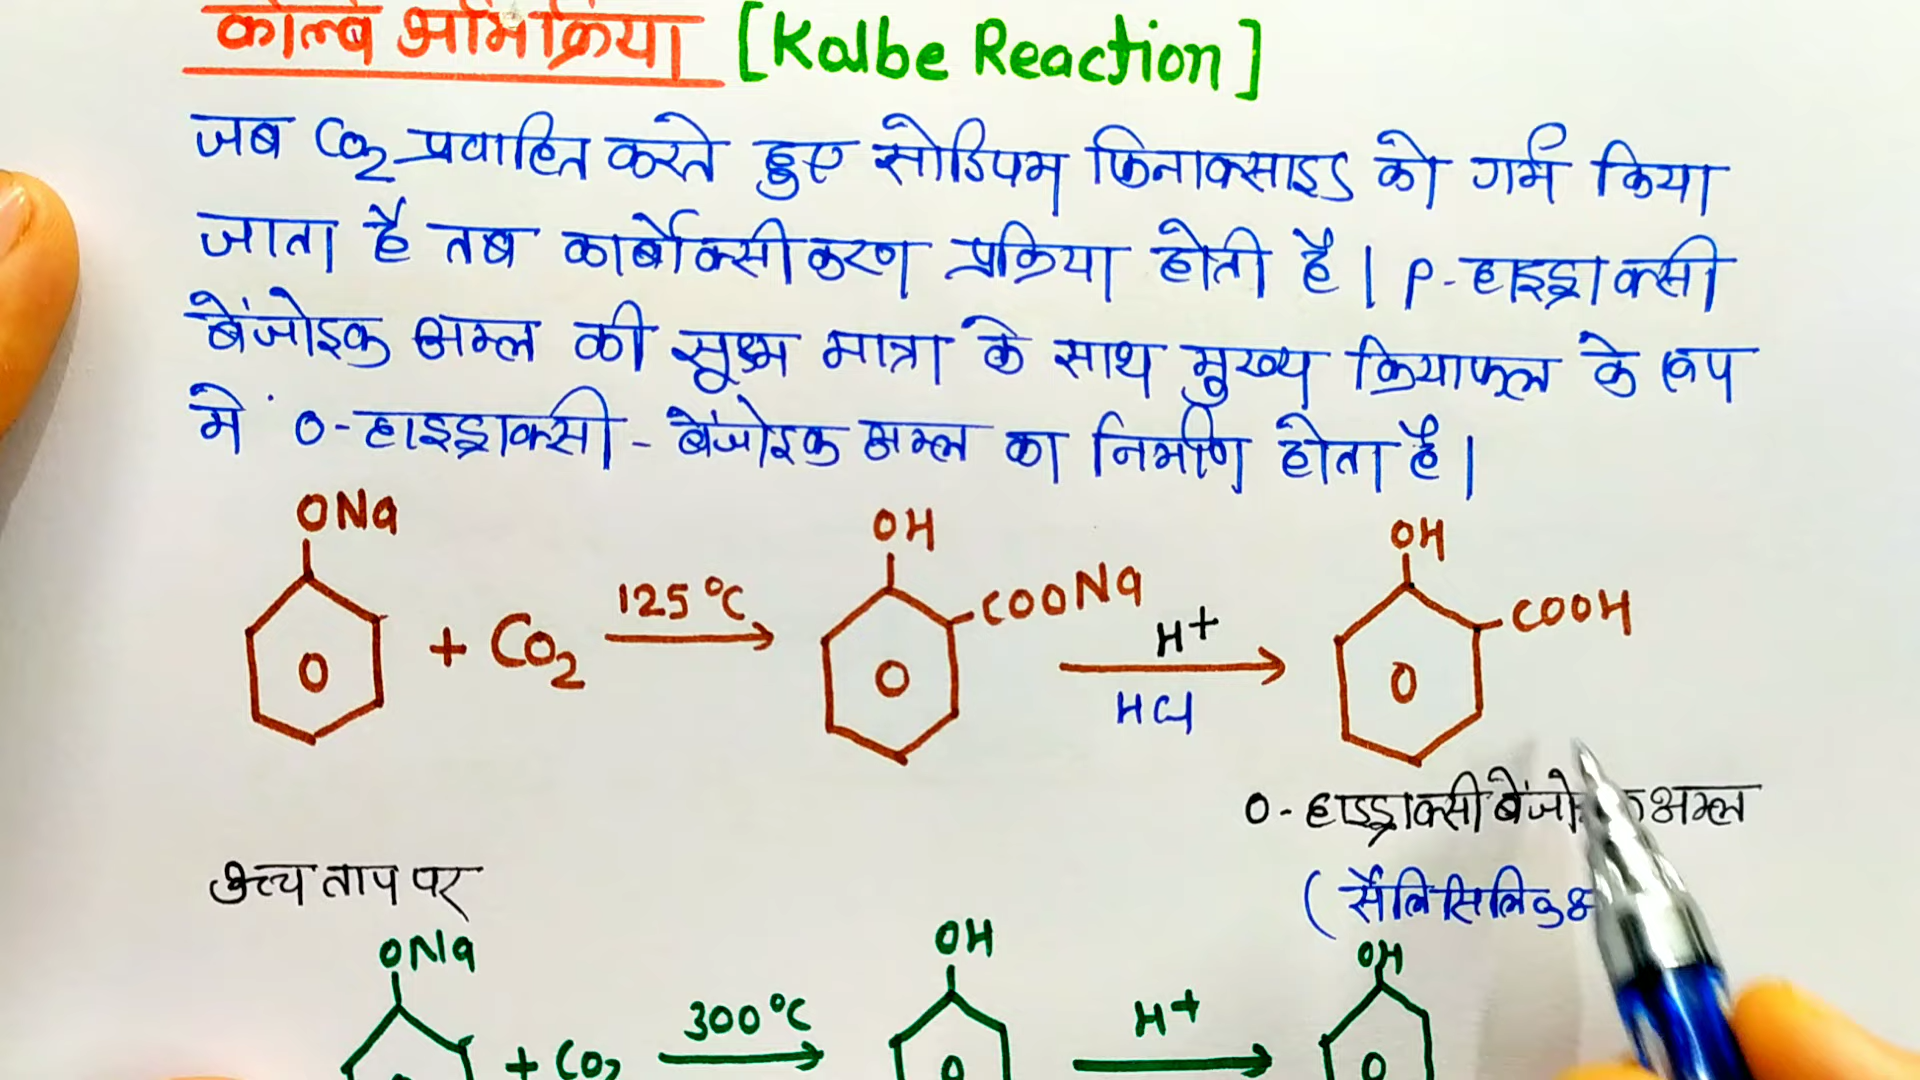 कोल्बे अभिक्रिया [Kolbe Reaction]
जब CO2 प्रवाहित करते हुए सोडियम फिनाक्साइड को गर्म किया
जाता है तब कार्बोक्सीकरण प्रक्रिया होती है। p-हाइड्राक्सी
बेंजोइक अम्ल की सूक्ष्म मात्रा के साथ मुख्य क्रियाफल के रूप
में o-हाइड्राक्सी-बेंजोइक अम्ल का निर्माण होता है।
ONa OH OH
+ CO2 125°C COONa H+ COOH
HCl
o-हाइड्राक्सी अम्ल
उच्च ताप पर
ONa OH OH
+ CO2 300°C H+